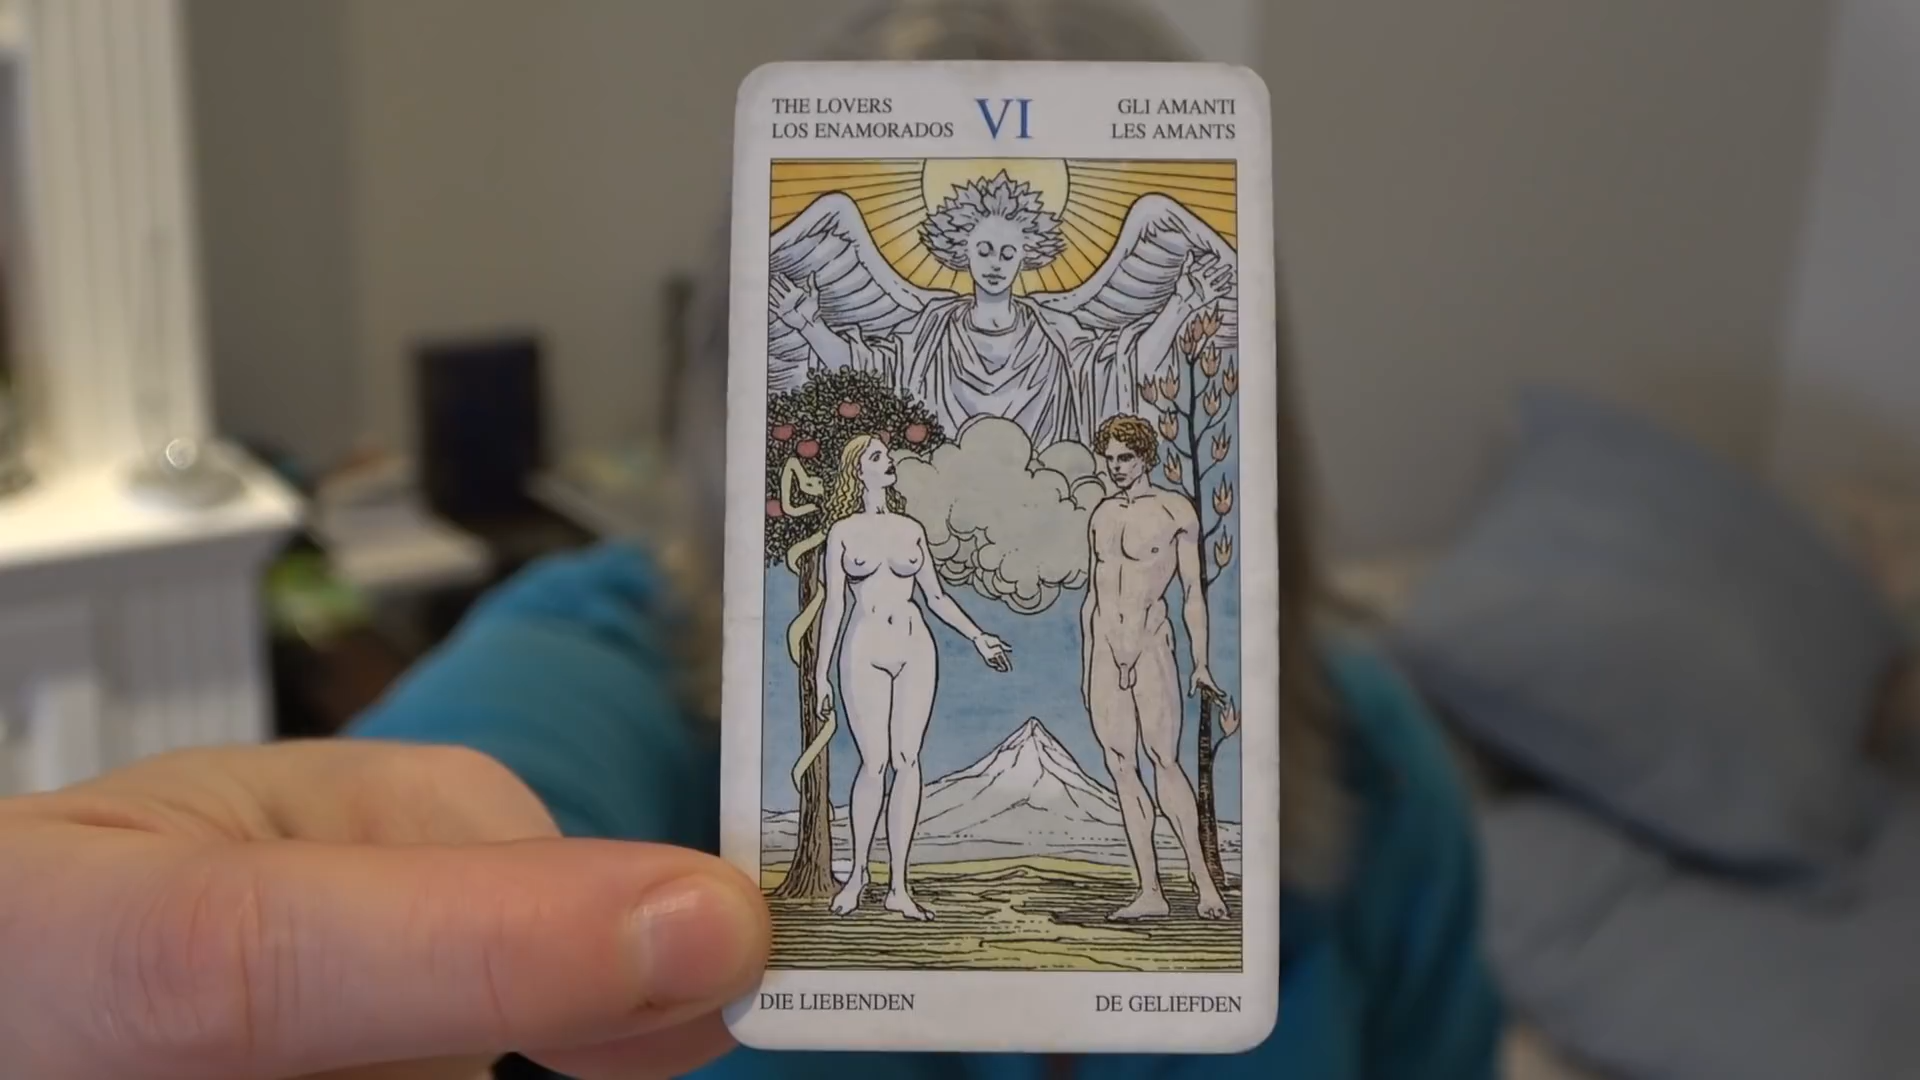 THE LOVERS
LOS ENAMORADOS
VI
GLI AMANTI
LES AMANTS
DIE LIEBENDEN
DE GELIEFDEN